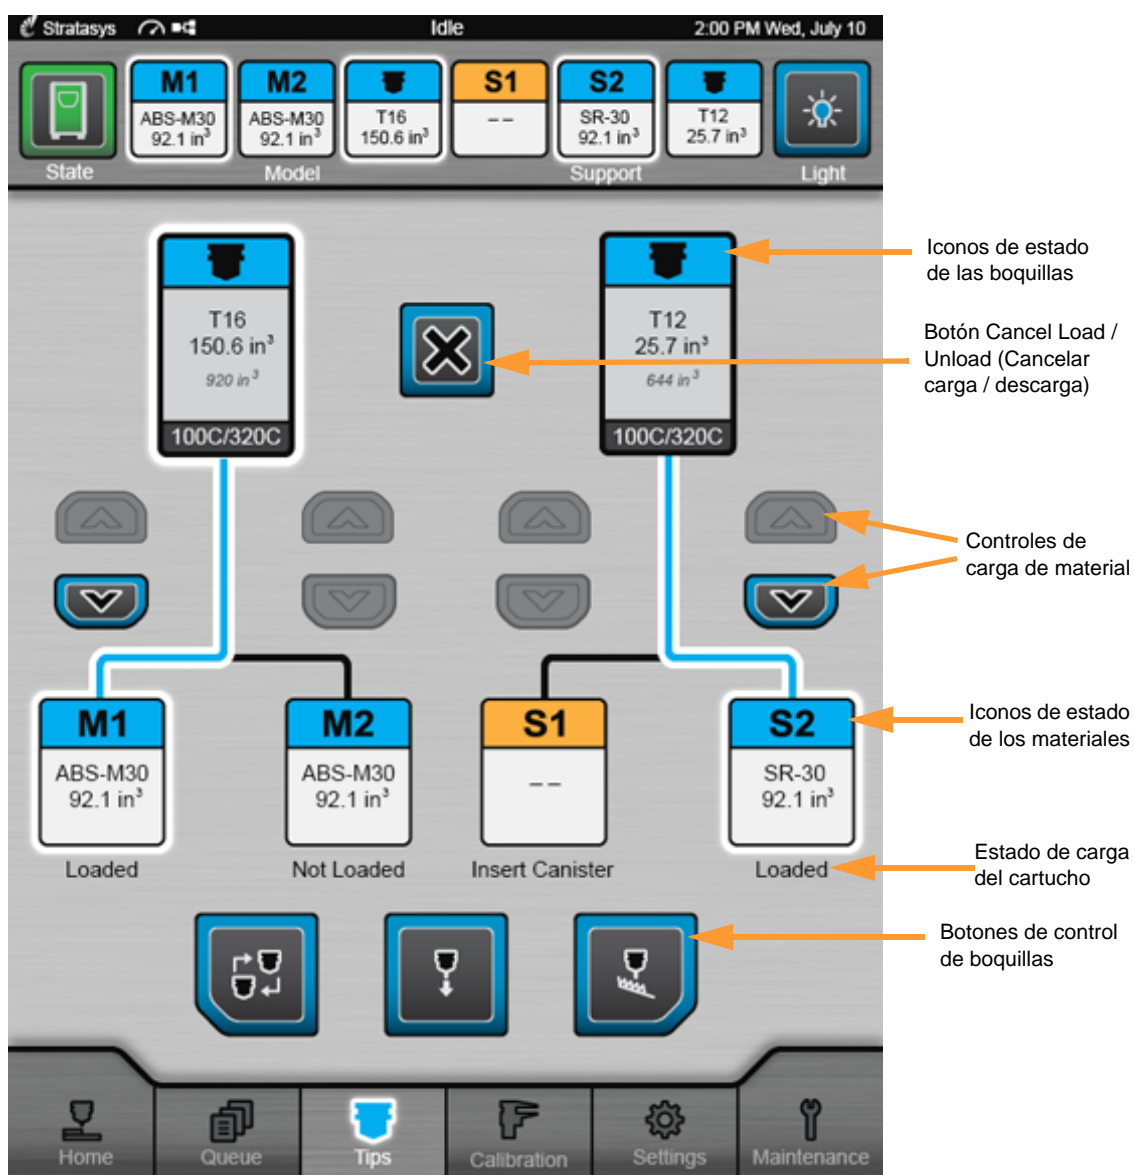 Stratasys Idle 2:00 PM Wed, July 10
M1 M2 S1 S2
ABS-M30 ABS-M30 T16 -- SR-30 T12
92.1 in³ 92.1 in³ 150.6 in³ 92.1 in³ 25.7 in³
State Model Support Light
T16
150.6 in³
920 in³
100C/320C
T12
25.7 in³
644 in³
100C/320C
Iconos de estado
de las boquillas
Botón Cancel Load /
Unload (Cancelar
carga / descarga)
Controles de
carga de material
M1
ABS-M30
92.1 in³
Loaded
M2
ABS-M30
92.1 in³
Not Loaded
S1
--
Insert Canister
S2
SR-30
92.1 in³
Loaded
Iconos de estado
de los materiales
Estado de carga
del cartucho
Botones de control
de boquillas
Home Queue Tips Calibration Settings Maintenance